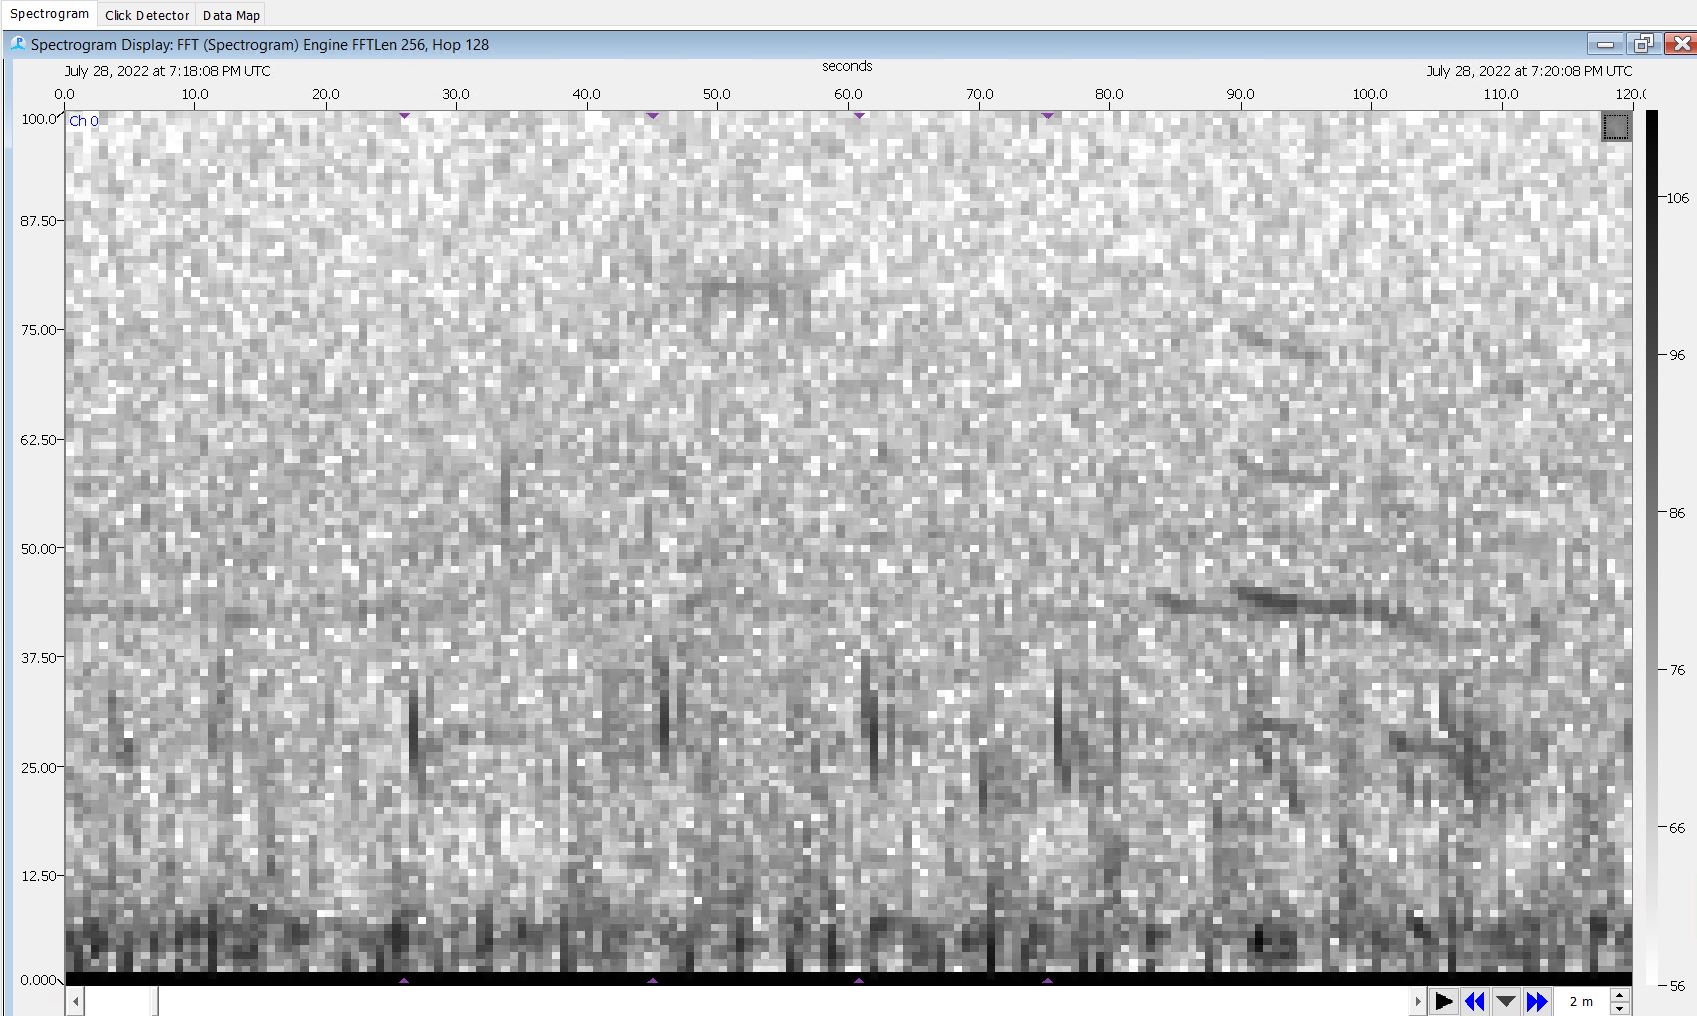 Spectrogram Click Detector Data Map
Spectrogram Display: FFT (Spectrogram) Engine FFTLen 256, Hop 128
July 28, 2022 at 7:18:08 PM UTC seconds July 28, 2022 at 7:20:08 PM UTC
0.0 10.0 20.0 30.0 40.0 50.0 60.0 70.0 80.0 90.0 100.0 110.0 120.0
100.0
Ch 0
87.50
75.00
62.50
50.00
37.50
25.00
12.50
0.000
106
96
86
76
66
56
2 m